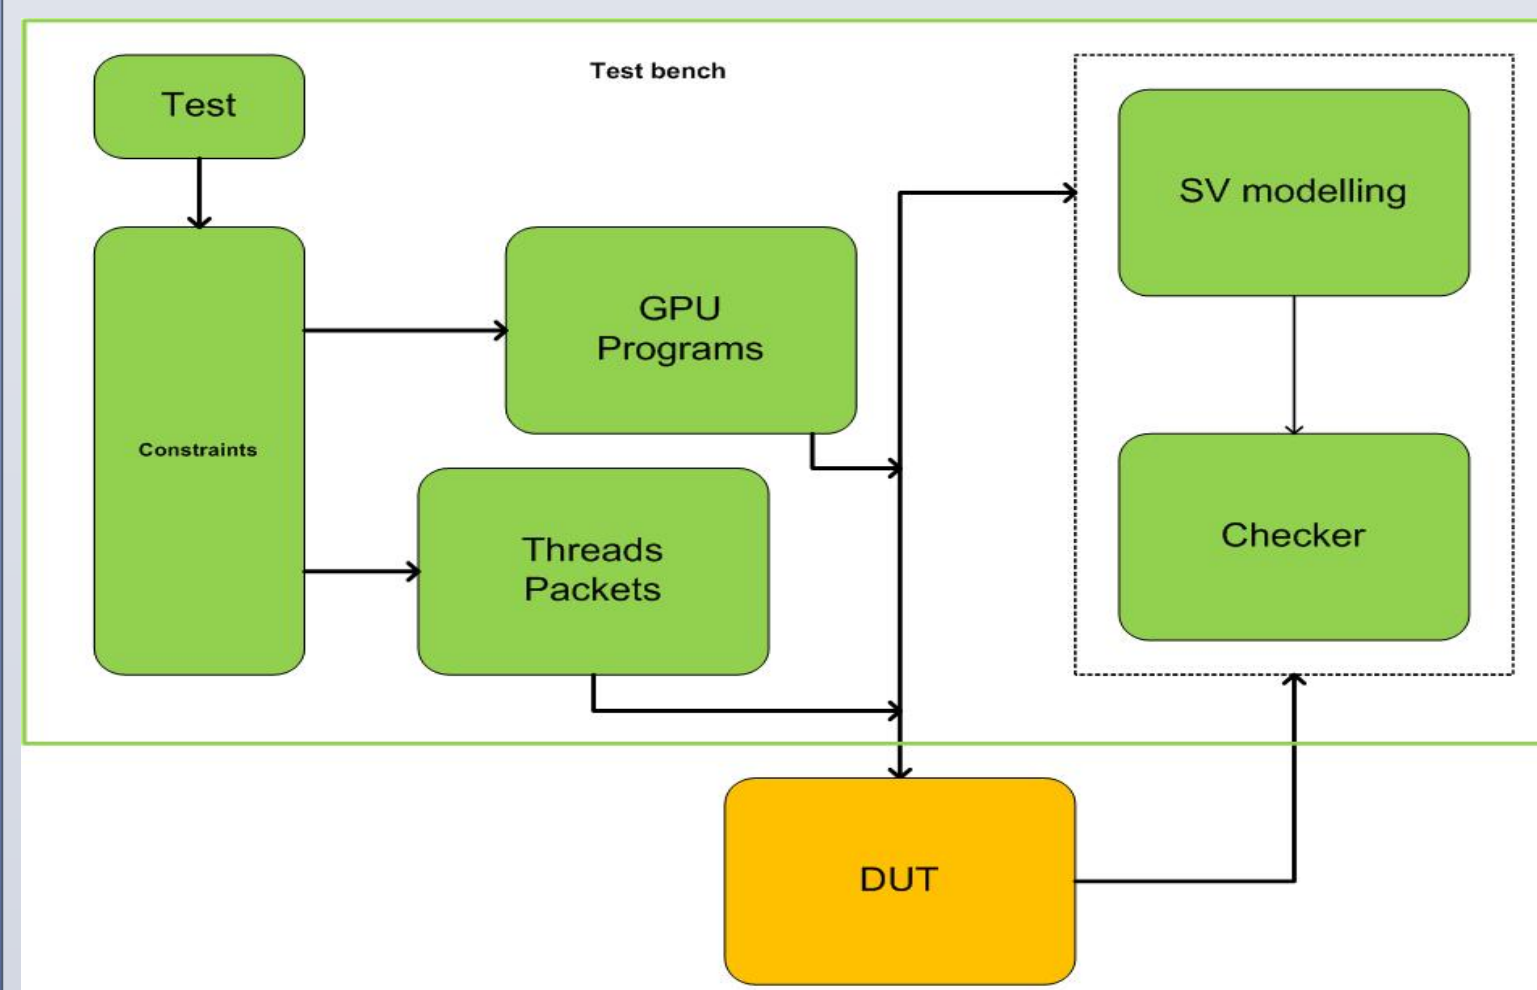 Test bench
Test
SV modelling
GPU
Programs
Constraints
Threads
Packets
Checker
DUT